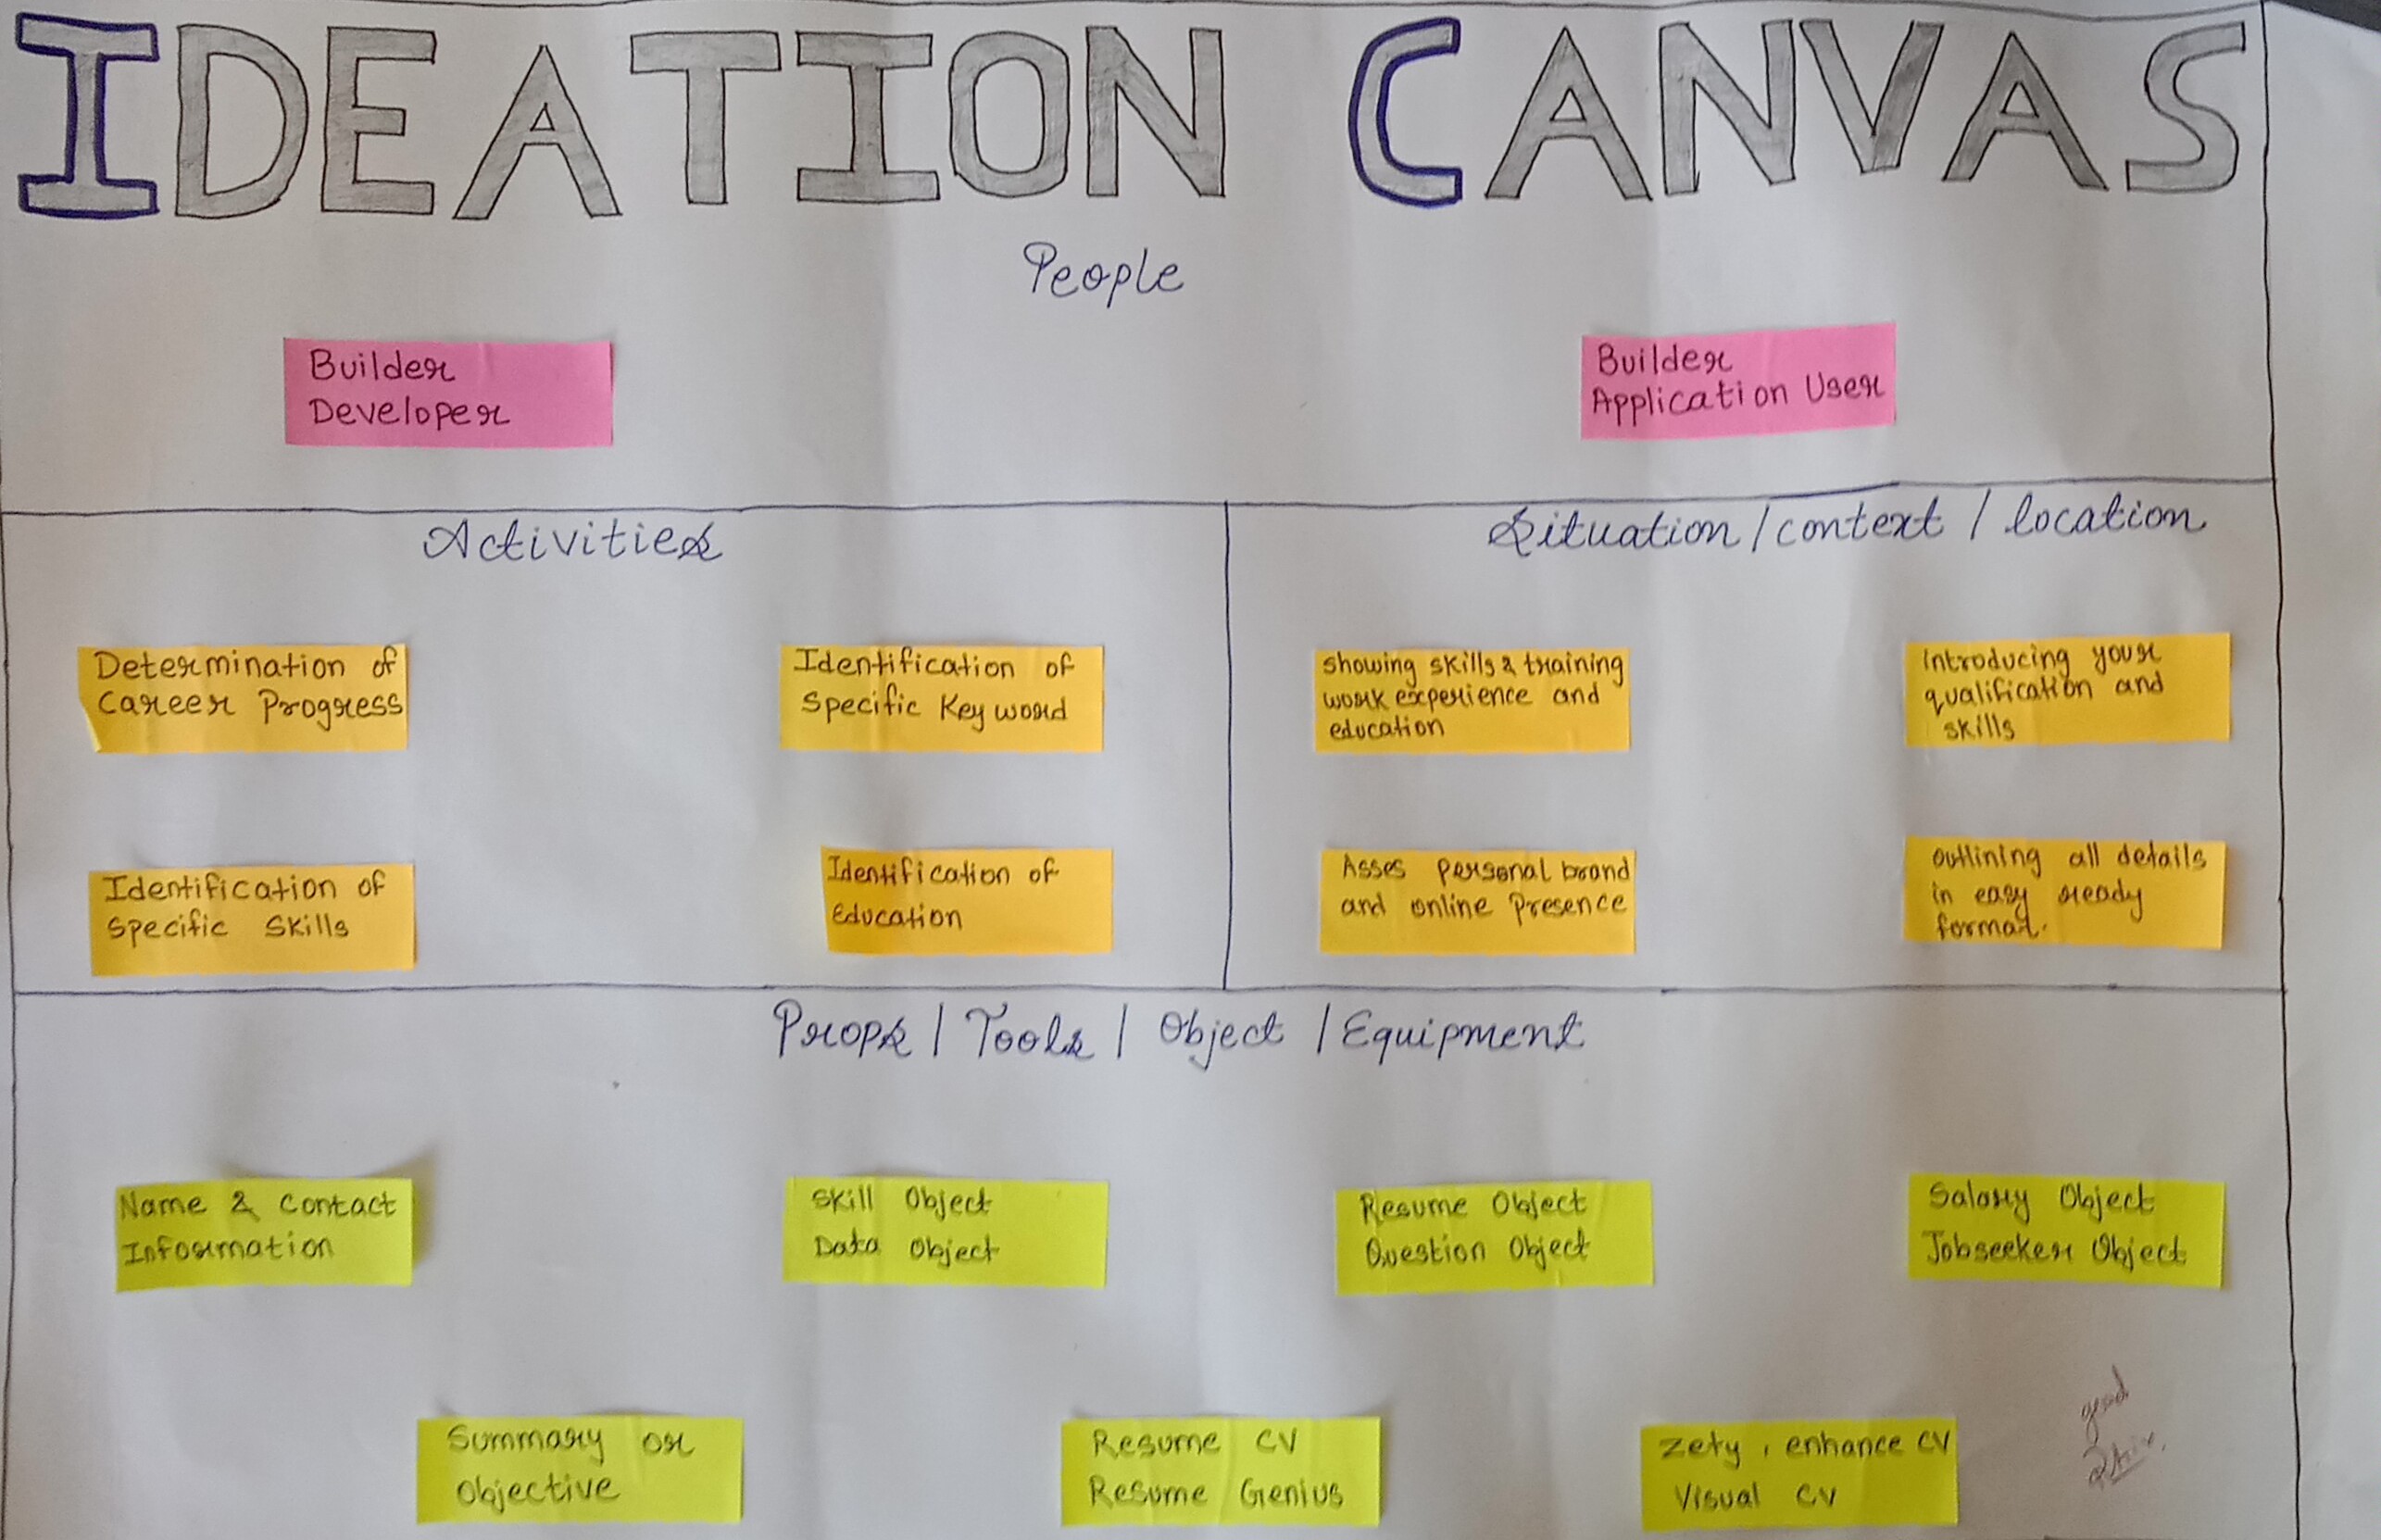 IDEATION CANVAS
People
Builder
Developer
Builder
Application User
Activities
Determination of
Career Progress
Identification of
Specific Keyword
Identification of
Specific Skills
Identification of
Education
Situation / context / location
showing skills & training
work experience and
education
introducing your
qualification and
skills
Asses personal brand
and online Presence
outlining all details
in easy ready
format.
Props / Tools / Object / Equipment
Name & Contact
Information
Skill Object
Data Object
Resume Object
Question Object
Salary Object
Jobseeker Object
Summary or
Objective
Resume CV
Resume Genius
Zety, enhance CV
Visual CV
good